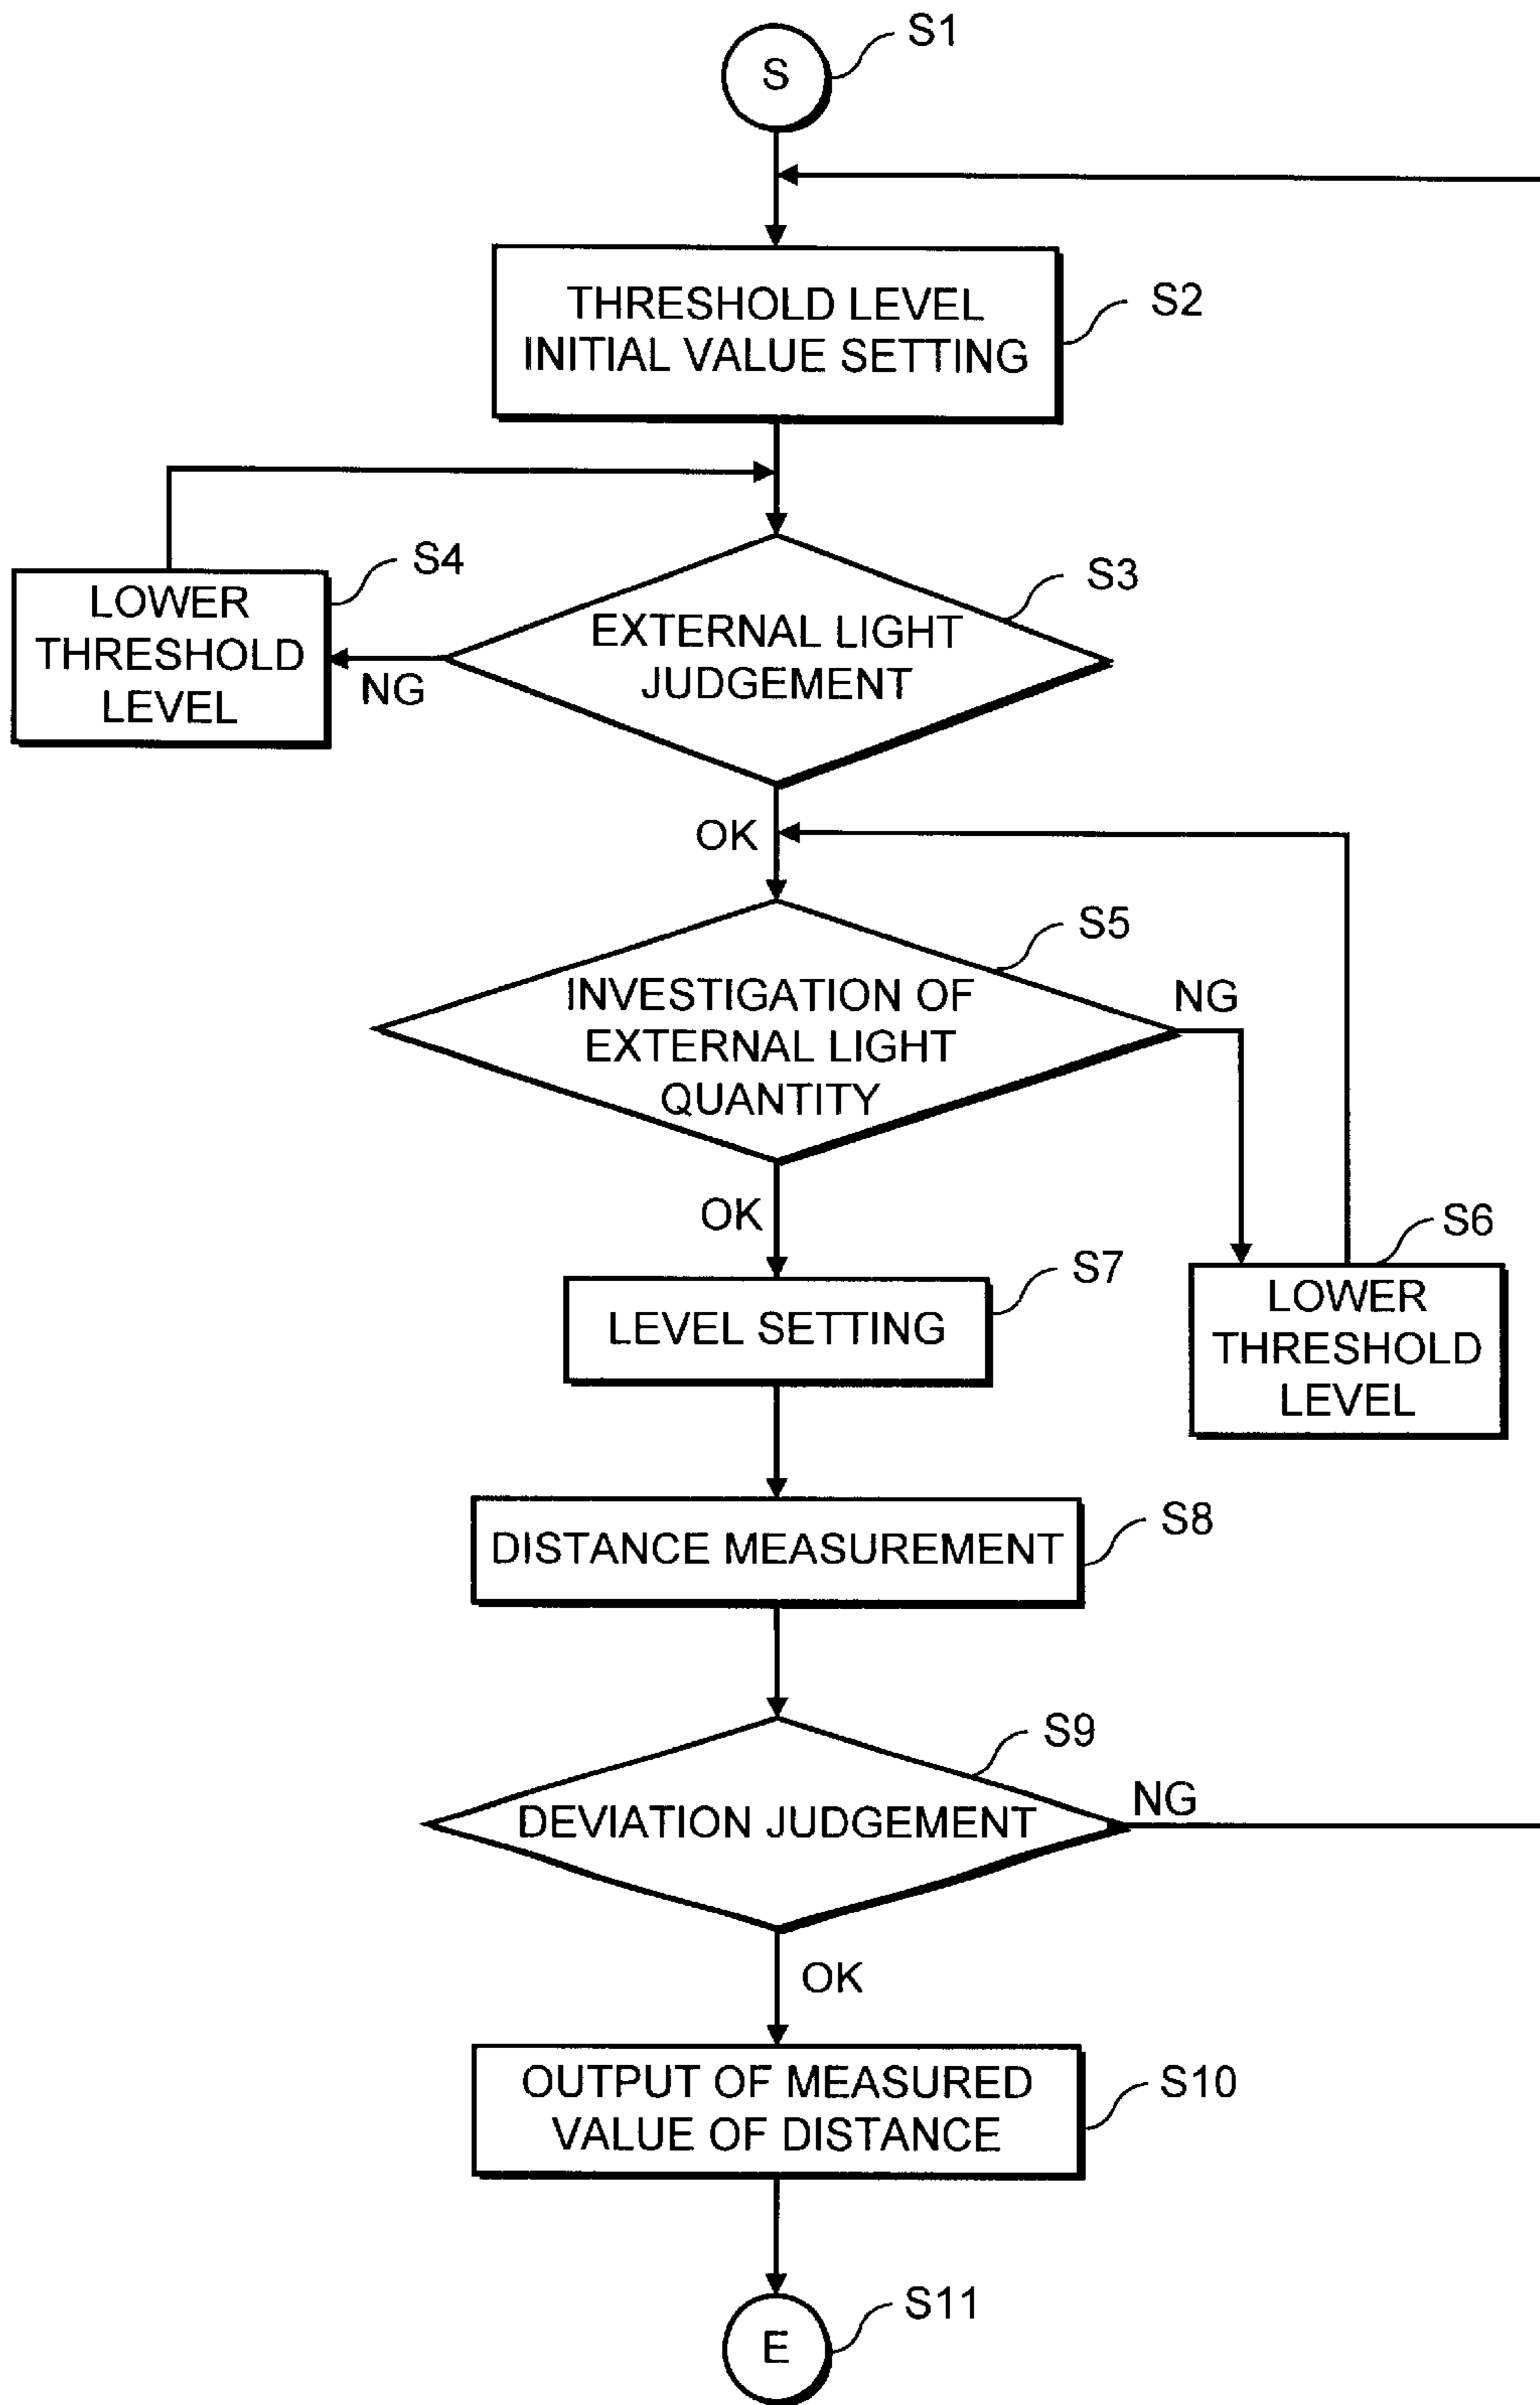 S
S1
THRESHOLD LEVEL
INITIAL VALUE SETTING
S2
LOWER
THRESHOLD
LEVEL
S4
NG
EXTERNAL LIGHT
JUDGEMENT
S3
OK
INVESTIGATION OF
EXTERNAL LIGHT
QUANTITY
S5
NG
OK
LOWER
THRESHOLD
LEVEL
S6
LEVEL SETTING
S7
DISTANCE MEASUREMENT
S8
DEVIATION JUDGEMENT
S9
NG
OK
OUTPUT OF MEASURED
VALUE OF DISTANCE
S10
E
S11